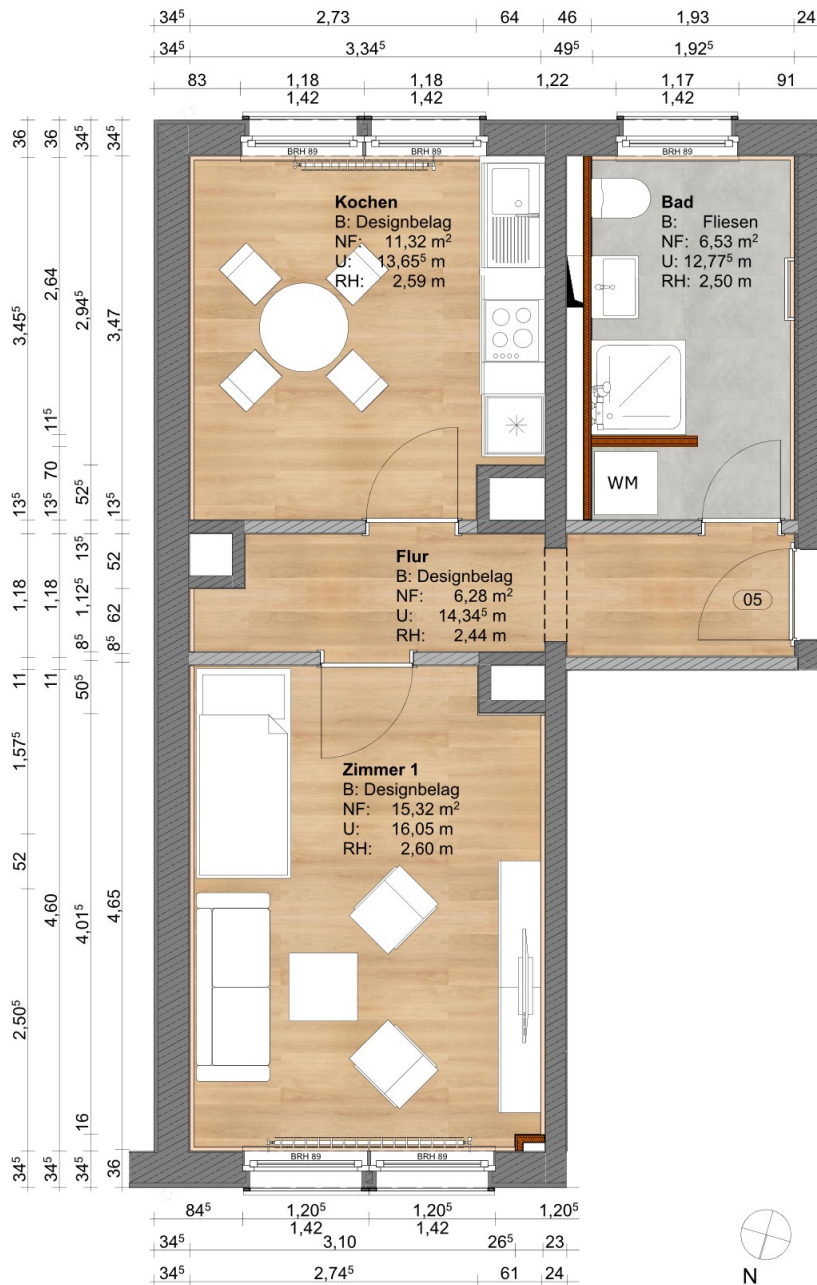 34⁵ 2,73 64 46 1,93 24
34⁵ 3,34⁵ 49⁵ 1,92⁵
83 1,18 1,18 1,22 1,17 91
1,42 1,42 1,42
36 36 34⁵ 34⁵
BRH 89 BRH 89 BRH 89
Kochen
B: Designbelag
NF: 11,32 m²
U: 13,65⁵ m
RH: 2,59 m
Bad
B: Fliesen
NF: 6,53 m²
U: 12,77⁵ m
RH: 2,50 m
3,45⁵ 2,64 2,94⁵ 3,47
11⁵
70
13⁵ 13⁵ 52⁵ 13⁵
WM
Flur
B: Designbelag
NF: 6,28 m²
U: 14,34⁵ m
RH: 2,44 m
05
13⁵ 52
1,18 1,18 1,12⁵ 62
8⁵ 8⁵
11 11 50⁵
Zimmer 1
B: Designbelag
NF: 15,32 m²
U: 16,05 m
RH: 2,60 m
1,57⁵
52
4,60 4,01⁵ 4,65
2,50⁵
16
34⁵ 34⁵ 34⁵ 36
BRH 89 BRH 89
84⁵ 1,20⁵ 1,20⁵ 1,20⁵
1,42 1,42
34⁵ 3,10 26⁵ 23
34⁵ 2,74⁵ 61 24
N